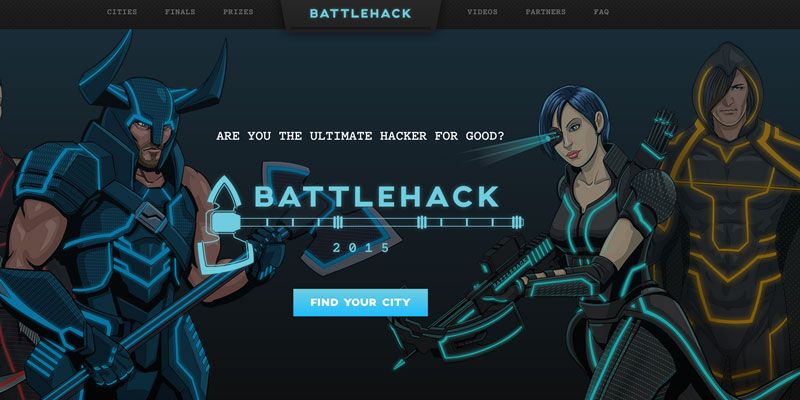 CITIES FINALS PRIZES BATTLEHACK VIDEOS PARTNERS FAQ
ARE YOU THE ULTIMATE HACKER FOR GOOD?
BATTLEHACK
2015
FIND YOUR CITY
BATTLEHACK